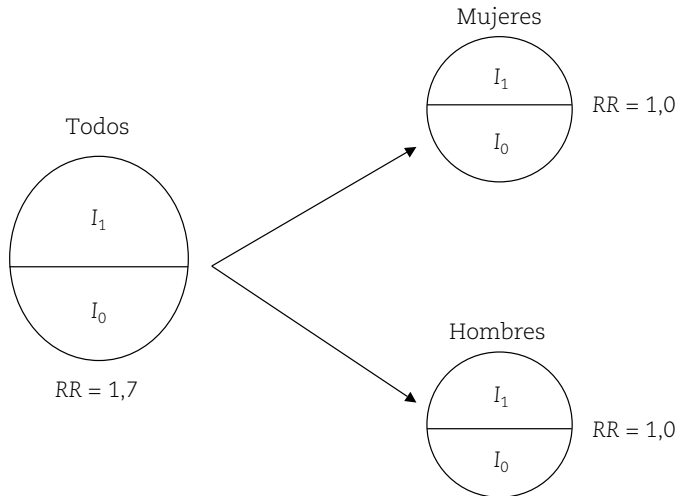 Todos
I₁
I₀
RR = 1,7
Mujeres
I₁
I₀
RR = 1,0
Hombres
I₁
I₀
RR = 1,0